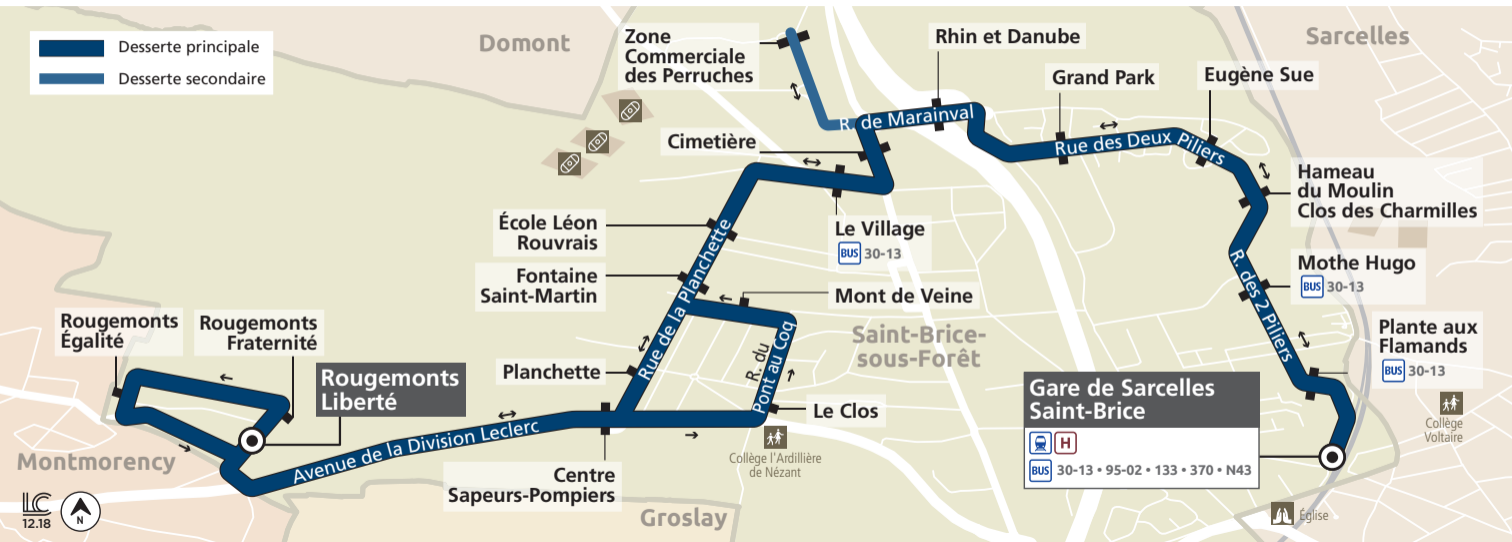 Desserte principale
Desserte secondaire
Domont
Zone
Commerciale
des Perruches
Rhin et Danube
Sarcelles
Grand Park
Eugène Sue
R. de Marainval
Cimetière
Rue des Deux Piliers
Hameau
du Moulin
Clos des Charmilles
École Léon
Rouvrais
Le Village
BUS 30-13
Fontaine
Saint-Martin
Rue de la Planchette
Mont de Veine
R. des 2 Piliers
Mothe Hugo
BUS 30-13
Rougemonts
Égalité
Rougemonts
Fraternité
Saint-Brice-
sous-Forêt
Plante aux
Flamands
BUS 30-13
Rougemonts
Liberté
Planchette
R. du
Pont au Coq
Le Clos
Gare de Sarcelles
Saint-Brice
H
BUS 30-13 • 95-02 • 133 • 370 • N43
Collège
Voltaire
Avenue de la Division Leclerc
Montmorency
Centre
Sapeurs-Pompiers
Collège l'Ardillière
de Nézant
Groslay
Église
LC
12.18
N